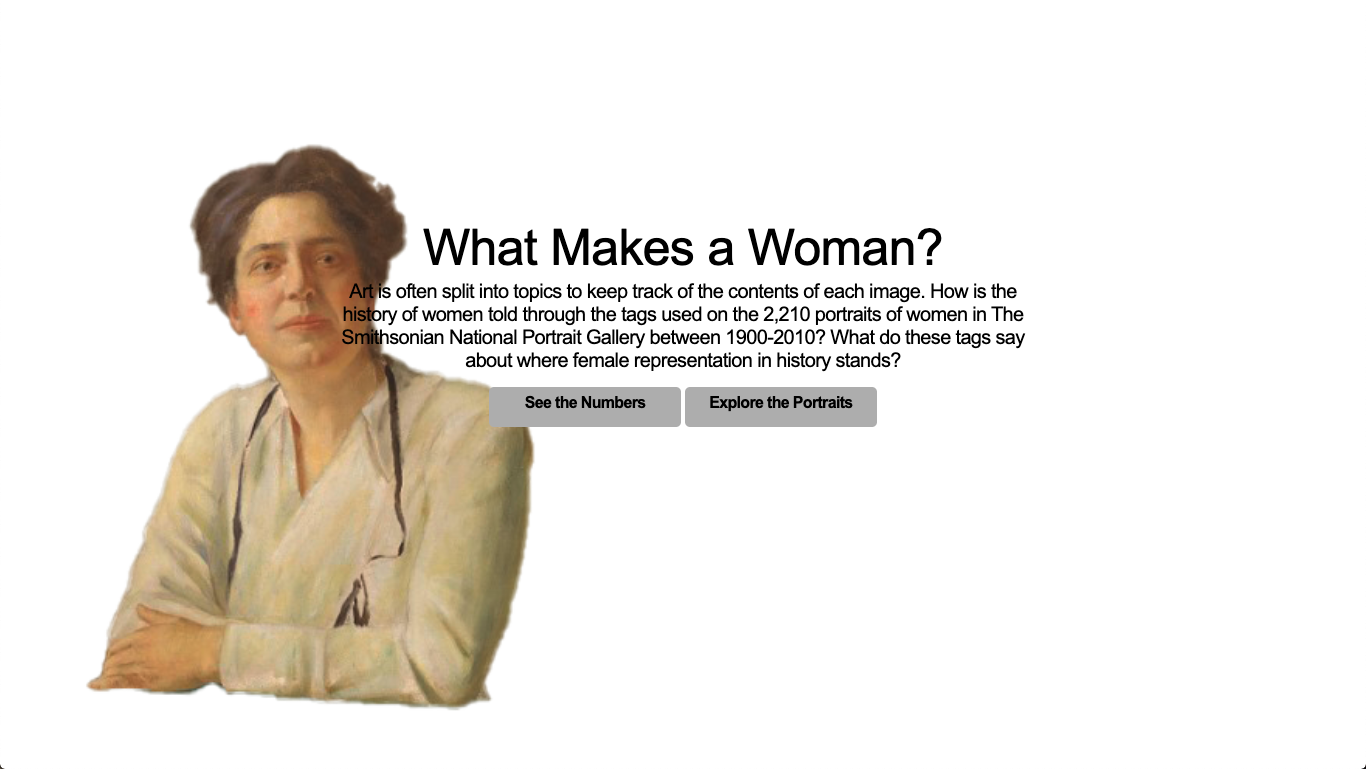 What Makes a Woman?
Art is often split into topics to keep track of the contents of each image. How is the
history of women told through the tags used on the 2,210 portraits of women in The
Smithsonian National Portrait Gallery between 1900-2010? What do these tags say
about where female representation in history stands?
See the Numbers
Explore the Portraits